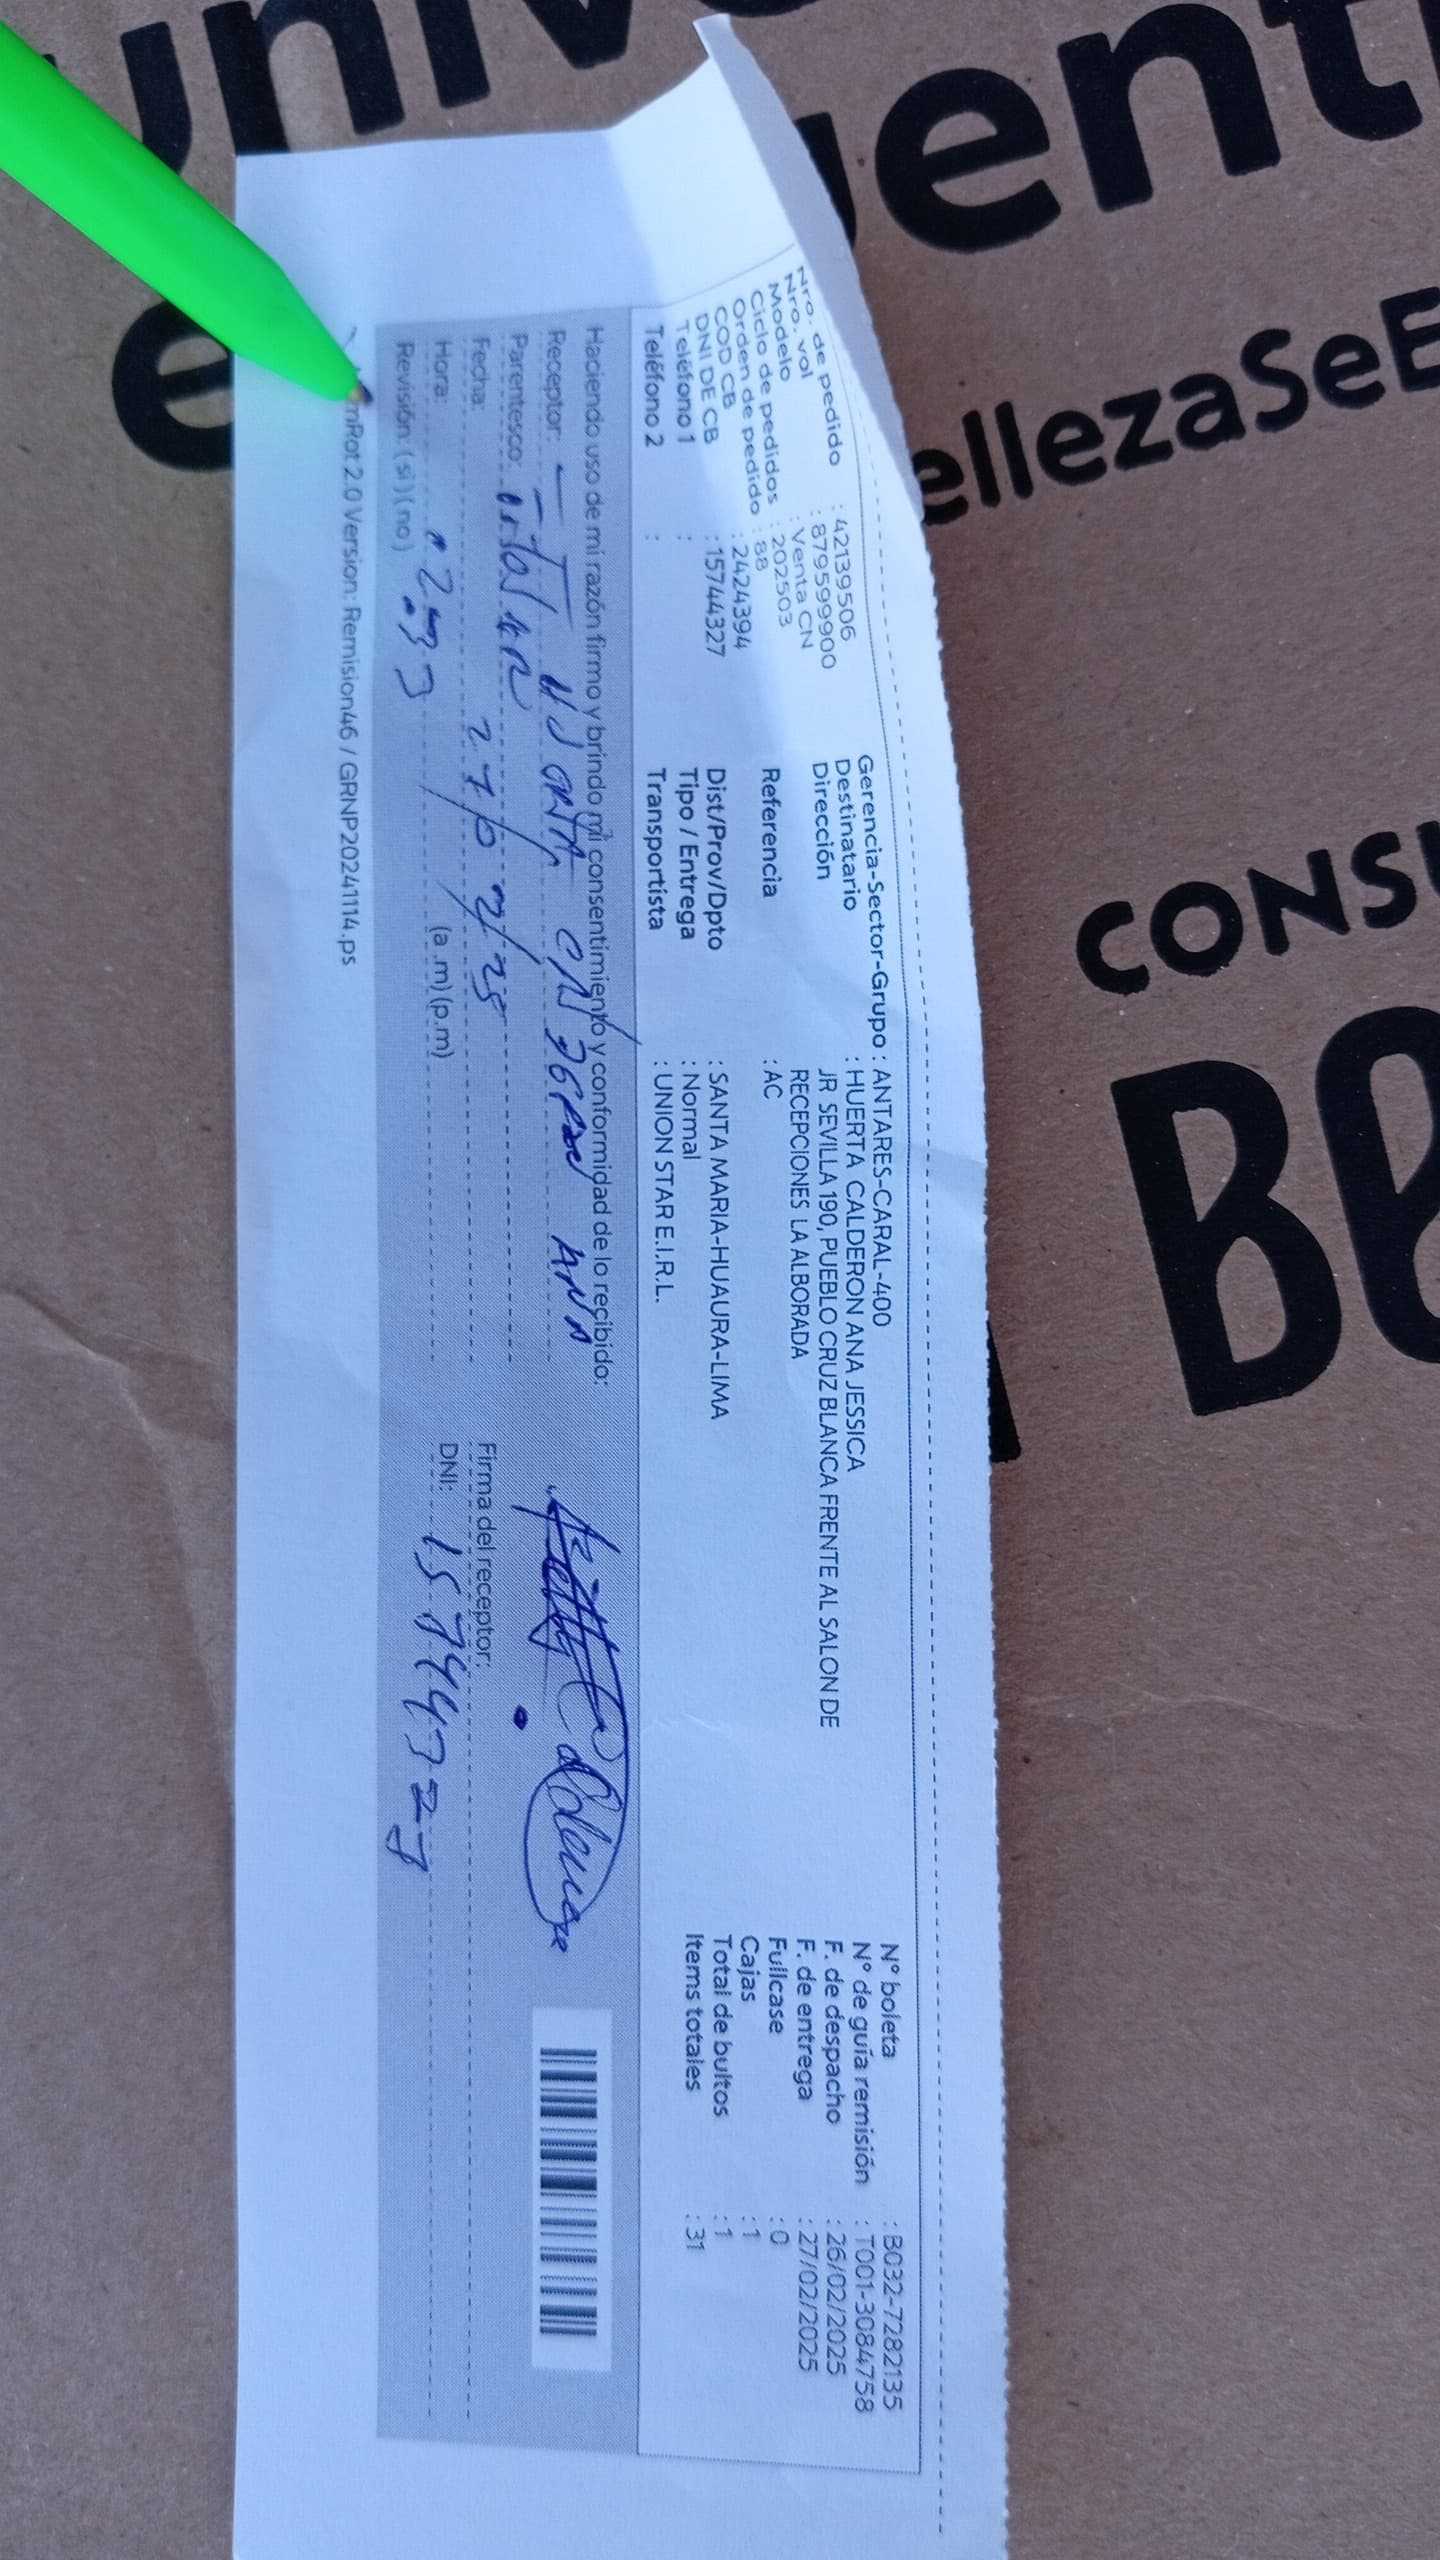 ellezaSeE
Nro. de pedido : 42139506
Nro. vol : 879599900
Modelo : Venta CN
Ciclo de pedidos : 202503
Orden de pedido : 88
COD CB : 2424394
DNI DE CB : 15744327
Teléfono 1 :
Teléfono 2 :
Gerencia-Sector-Grupo : ANTARES-CARAL-400
Destinatario : HUERTA CALDERON ANA JESSICA
Dirección JR SEVILLA 190, PUEBLO CRUZ BLANCA FRENTE AL SALON DE
RECEPCIONES LA ALBORADA
Referencia : AC
Dist/Prov/Dpto : SANTA MARIA-HUAURA-LIMA
Tipo / Entrega : Normal
Transportista : UNION STAR E.I.R.L.
N° boleta : B032-7282135
N° de guía remisión : T001-3084758
F. de despacho : 26/02/2025
F. de entrega : 27/02/2025
Fullcase : 0
Cajas : 1
Total de bultos : 1
Items totales : 31
Haciendo uso de mi razón firmo y brindo mi consentimiento y conformidad de lo recibido:
Receptor: ANA
Parentesco: titular
Fecha: 27/02/25
Hora: (a.m) (p.m)
Revisión: (si) (no)
Firma del receptor:
DNI: 15744327
mRot 2.0 Version: Remision46 / GRNP20241114.ps